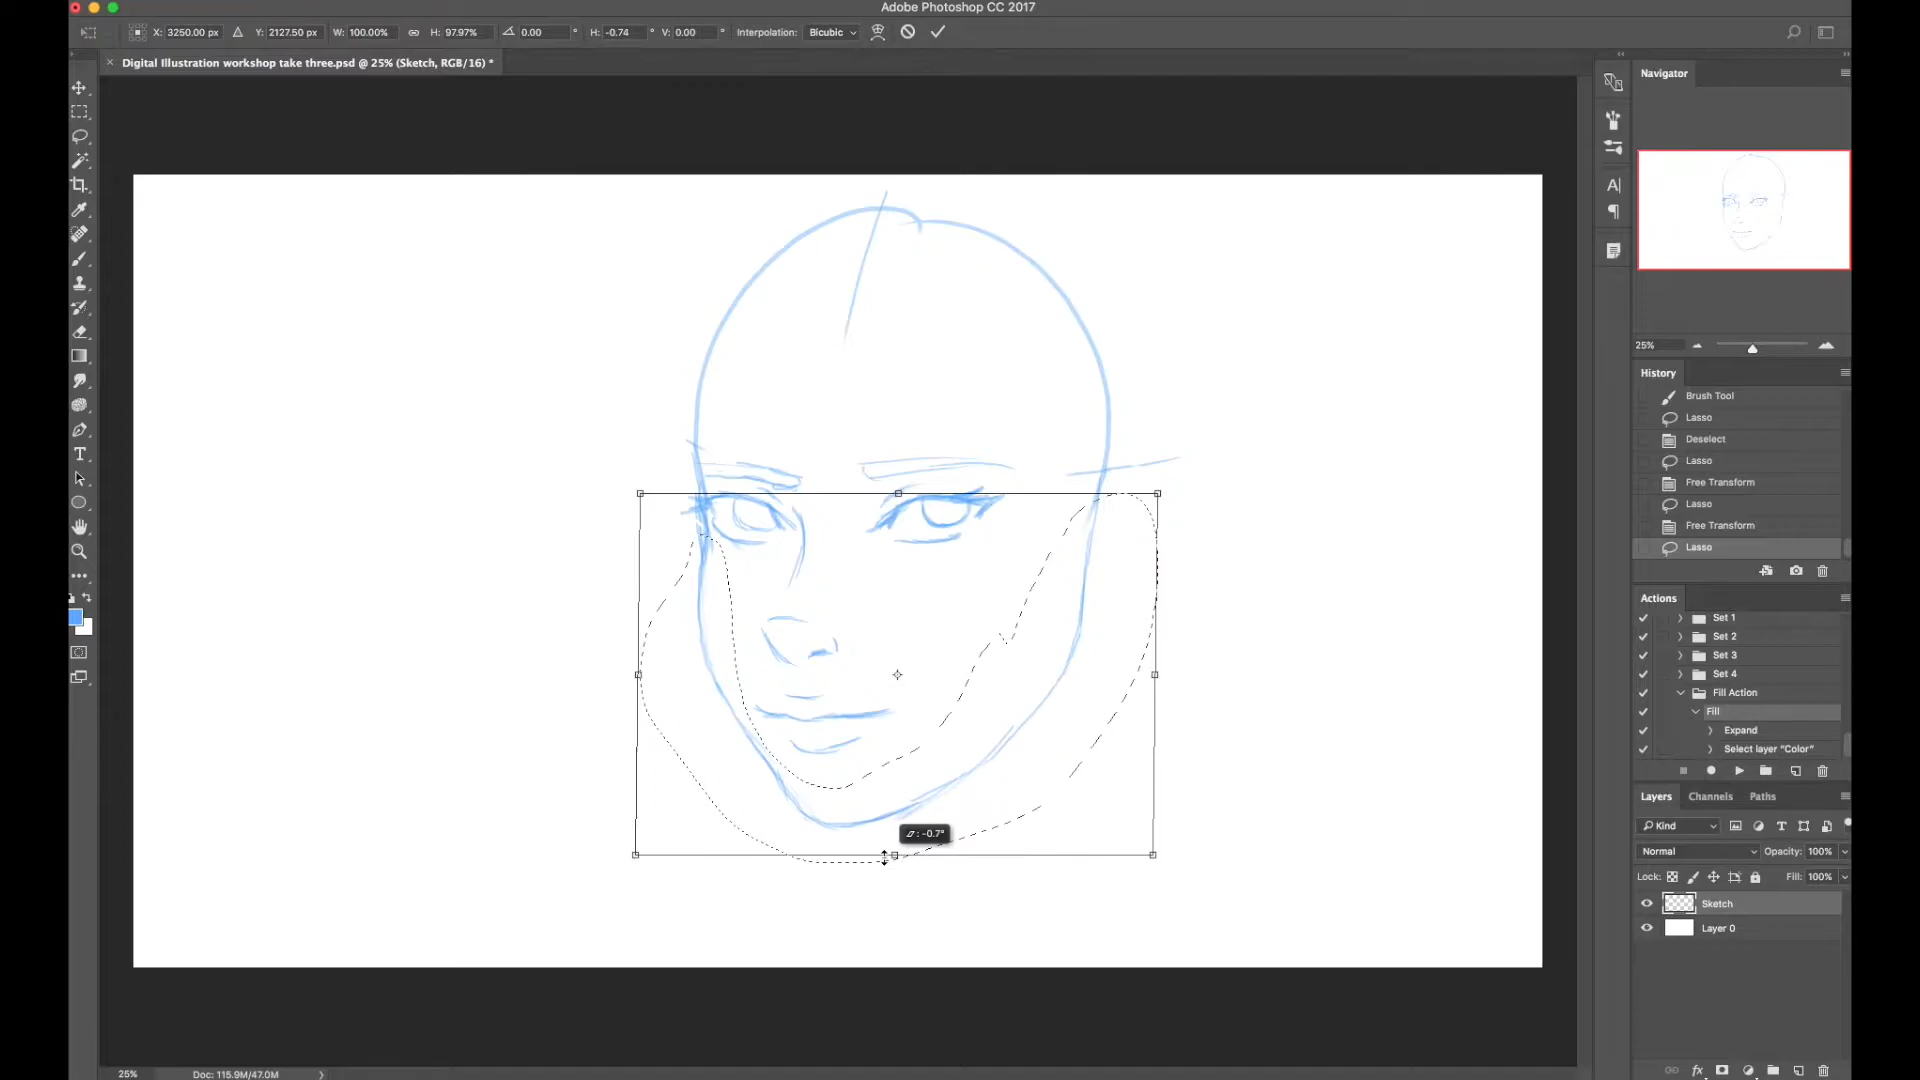 Adobe Photoshop CC 2017
X: 3250.00 px Y: 2127.50 px W: 100.00% H: 97.97% 0.00 ° H: -0.74 ° V: 0.00 ° Interpolation: Bicubic
× Digital Illustration workshop take three.psd @ 25% (Sketch, RGB/16) *
Navigator
25%
History
Brush Tool
Lasso
Deselect
Lasso
Free Transform
Lasso
Free Transform
Lasso
Actions
Set 1
Set 2
Set 3
Set 4
Fill Action
Fill
Expand
Select layer “Color”
Layers Channels Paths
Kind
Normal Opacity: 100%
Lock: Fill: 100%
Sketch
Layer 0
: -0.7°
25% Doc: 115.9M/47.0M